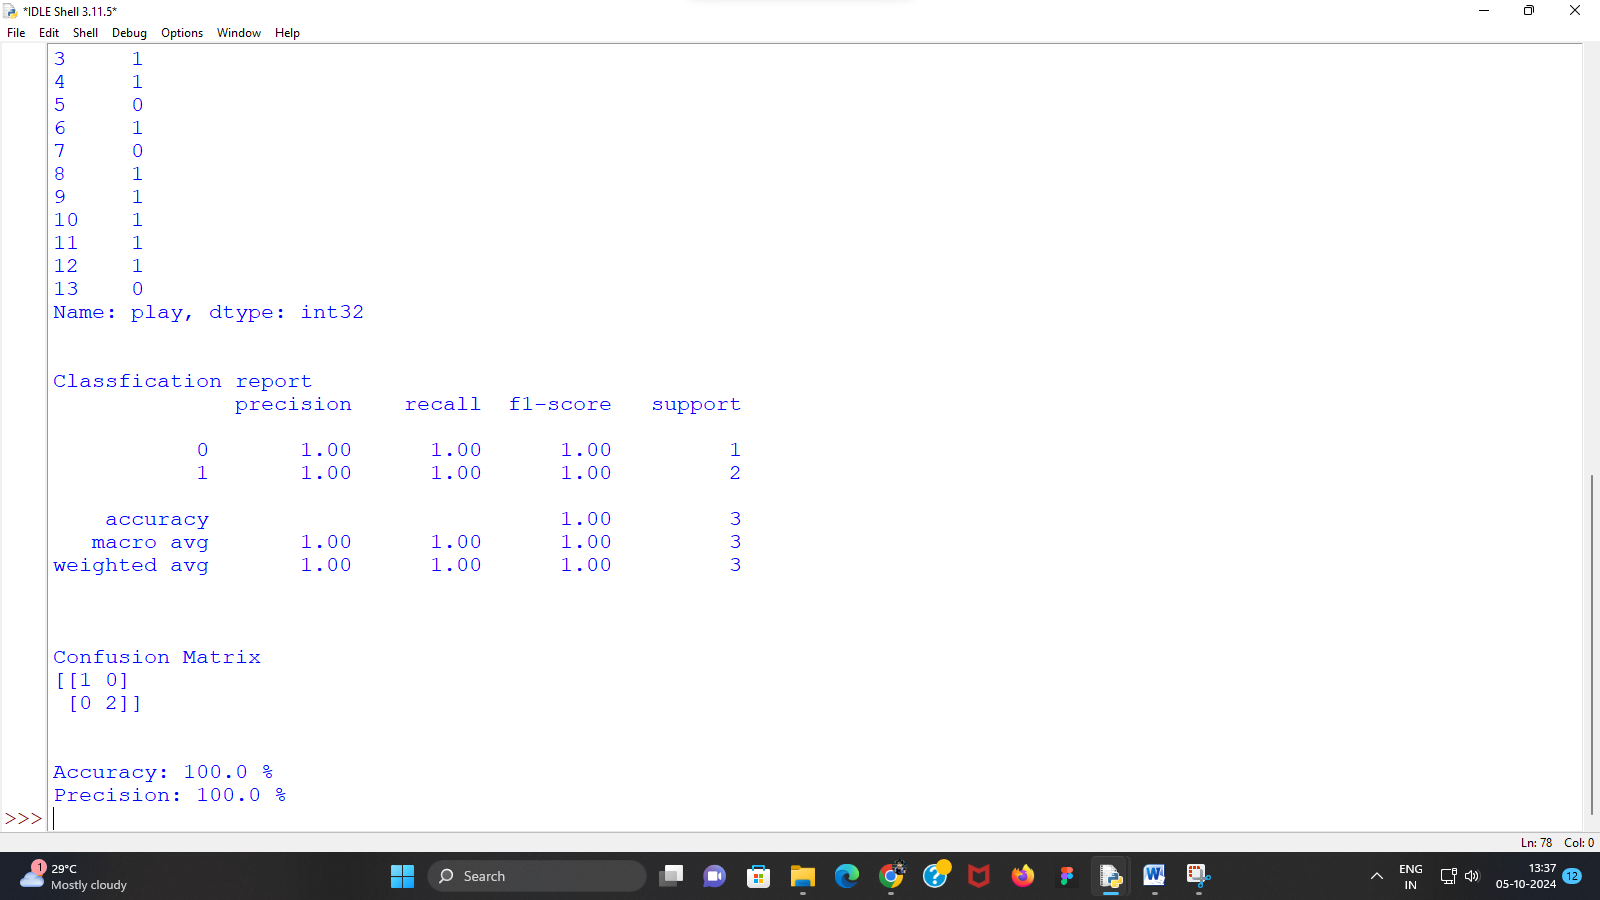 *IDLE Shell 3.11.5*
File Edit Shell Debug Options Window Help
3 1
4 1
5 0
6 1
7 0
8 1
9 1
10 1
11 1
12 1
13 0
Name: play, dtype: int32
Classfication report
precision recall f1-score support
0 1.00 1.00 1.00 1
1 1.00 1.00 1.00 2
accuracy 1.00 3
macro avg 1.00 1.00 1.00 3
weighted avg 1.00 1.00 1.00 3
Confusion Matrix
[[1 0]
[0 2]]
Accuracy: 100.0 %
Precision: 100.0 %
>>>
Ln: 78 Col: 0
1
29°C
Mostly cloudy
Search
ENG
IN
13:37
05-10-2024
12